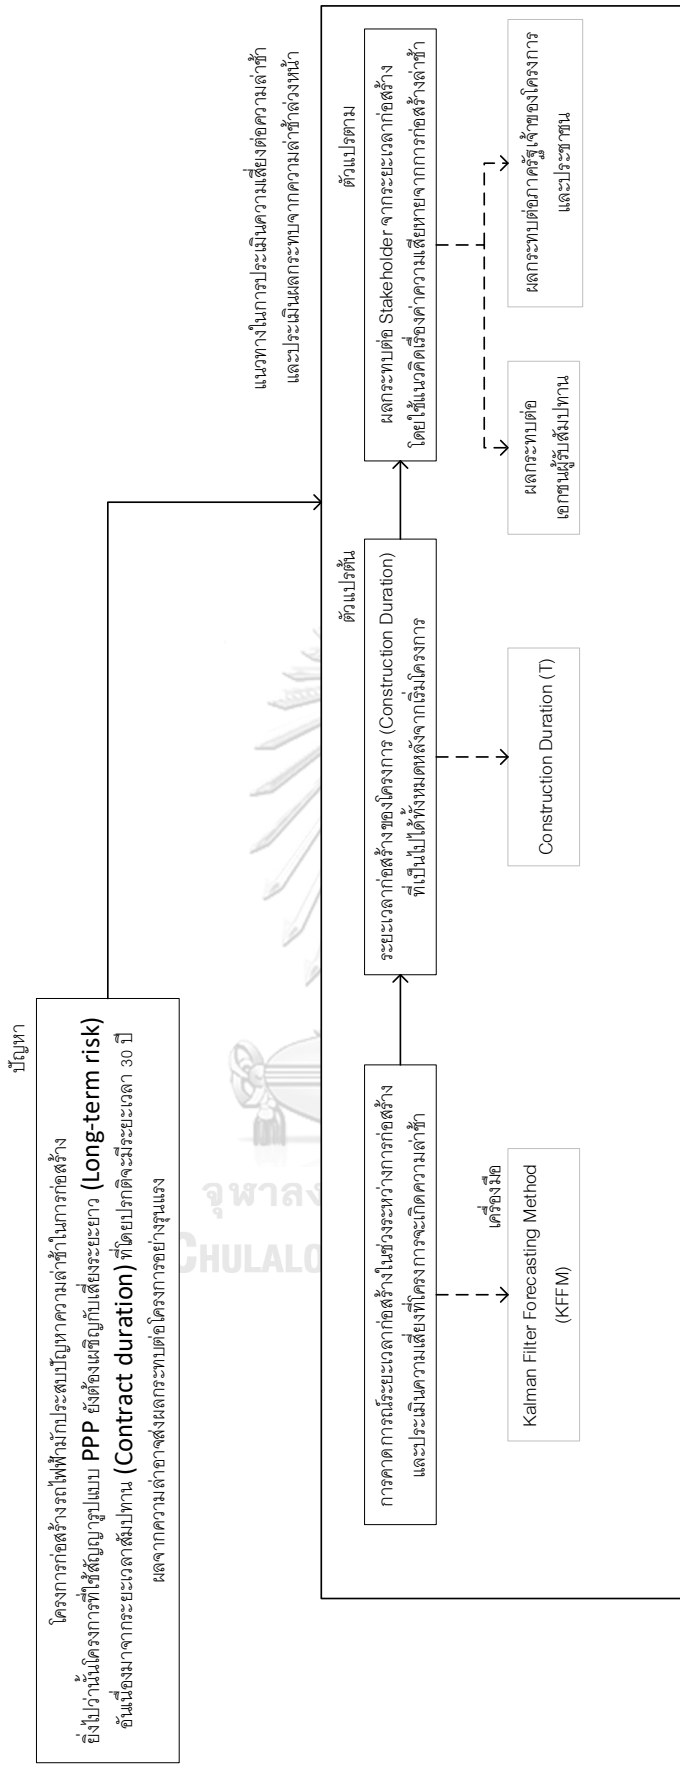 ปัญหา
โครงการก่อสร้างรถไฟฟ้ามักประสบปัญหาความล่าช้าในการก่อสร้าง
ยิ่งไปว่านั้นโครงการที่ใช้สัญญารูปแบบ PPP ยังต้องเผชิญกับเสี่ยงระยะยาว (Long-term risk)
อันเนื่องมาจากระยะเวลาสัมปทาน (Contract duration) ที่โดยปรกติจะมีระยะเวลา 30 ปี
ผลจากความล่าอาจส่งผลกระทบต่อโครงการอย่างรุนแรง
แนวทางในการประเมินความเสี่ยงต่อความล่าช้า
และประเมินผลกระทบจากความล่าช้าล่วงหน้า
การคาดการณ์ระยะเวลาก่อสร้างในช่วงระหว่างการก่อสร้าง
และประเมินความเสี่ยงที่โครงการจะเกิดความล่าช้า
เครื่องมือ
Kalman Filter Forecasting Method
(KFFM)
ตัวแปรต้น
ระยะเวลาก่อสร้างของโครงการ (Construction Duration)
ที่เป็นไปได้ทั้งหมดหลังจากเริ่มโครงการ
Construction Duration (T)
ตัวแปรตาม
ผลกระทบต่อ Stakeholder จากระยะเวลาก่อสร้าง
โดยใช้แนวคิดเรื่องค่าความเสียหายจากการก่อสร้างล่าช้า
ผลกระทบต่อ
เอกชนผู้รับสัมปทาน
ผลกระทบต่อภาครัฐเจ้าของโครงการ
และประชาชน
จุฬาลง
CHULALO